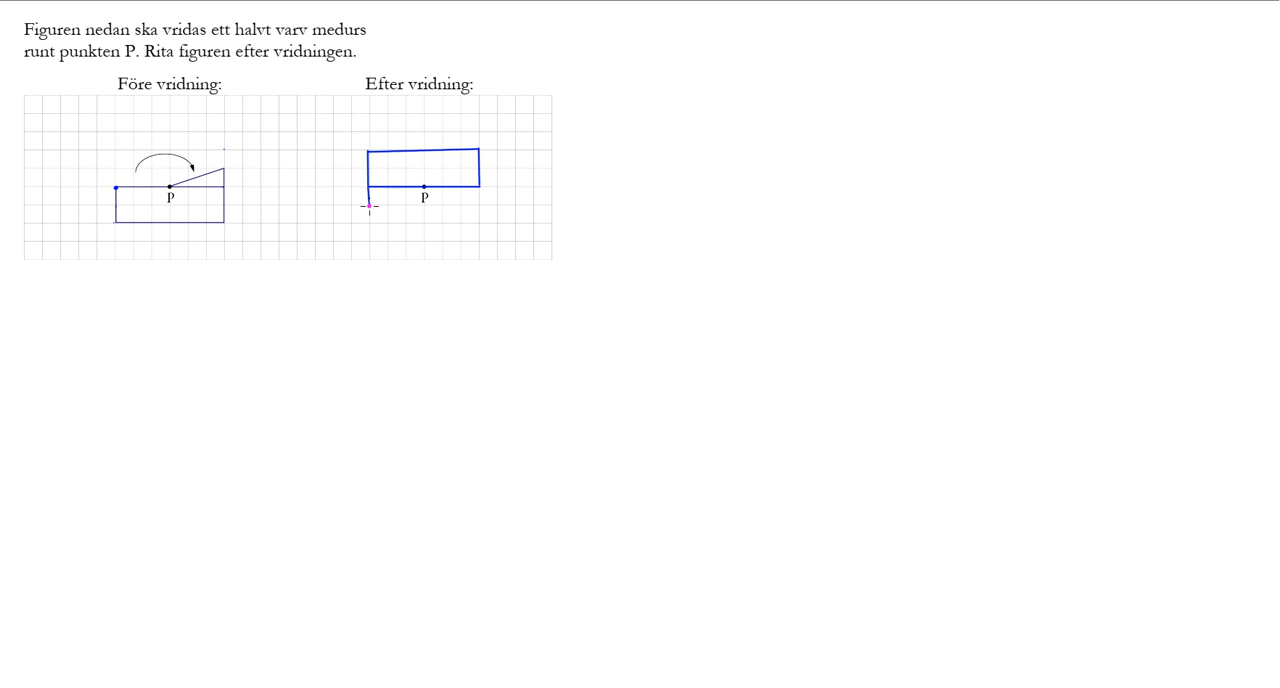 Figuren nedan ska vridas ett halvt varv medurs
runt punkten P. Rita figuren efter vridningen.
Före vridning: Efter vridning:
P P